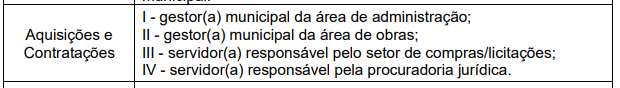 municipal.
Aquisições e
Contratações
I - gestor(a) municipal da área de administração;
II - gestor(a) municipal da área de obras;
III - servidor(a) responsável pelo setor de compras/licitações;
IV - servidor(a) responsável pela procuradoria jurídica.